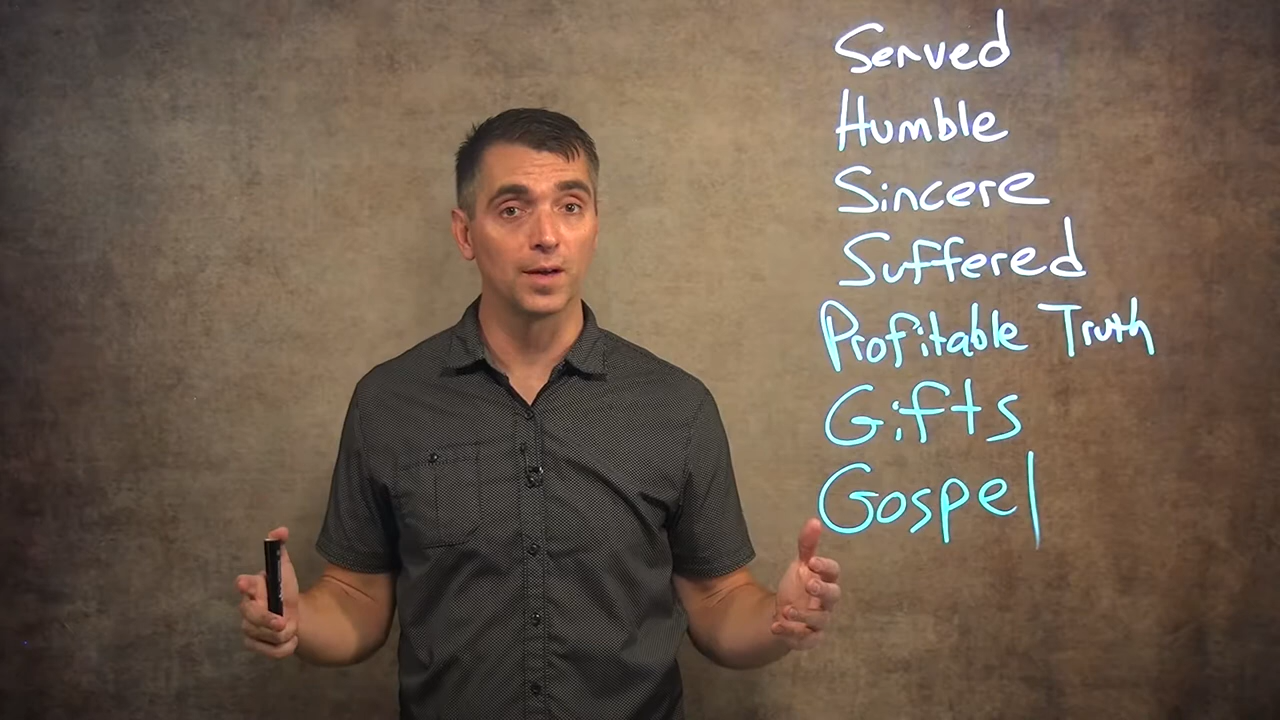 Served
Humble
Sincere
Suffered
Profitable Truth
Gifts
Gospel